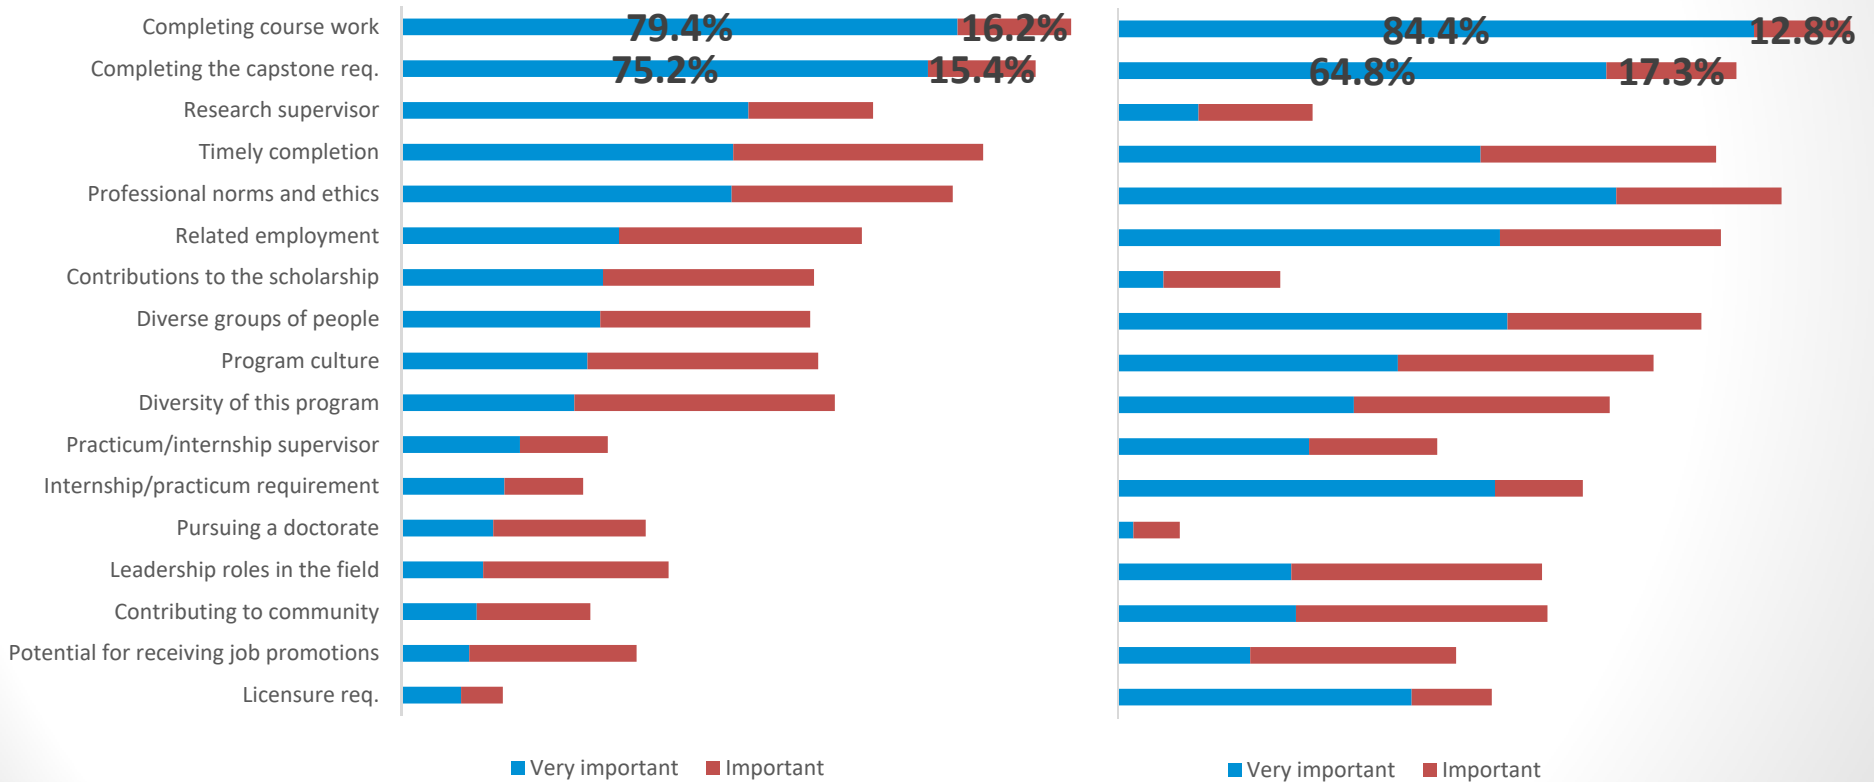 Completing course work 79.4% 16.2% 84.4% 12.8%
Completing the capstone req. 75.2% 15.4% 64.8% 17.3%
Research supervisor
Timely completion
Professional norms and ethics
Related employment
Contributions to the scholarship
Diverse groups of people
Program culture
Diversity of this program
Practicum/internship supervisor
Internship/practicum requirement
Pursuing a doctorate
Leadership roles in the field
Contributing to community
Potential for receiving job promotions
Licensure req.
Very important Important Very important Important